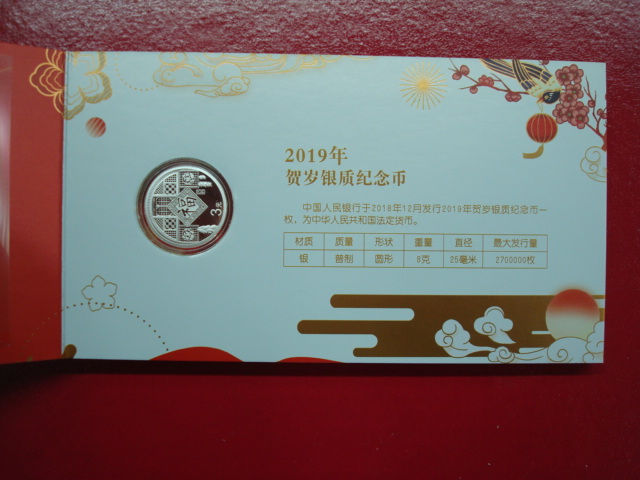 福
3元
2019年
贺岁银质纪念币
中国人民银行于2018年12月发行2019年贺岁银质纪念币一
枚，为中华人民共和国法定货币。
材质 质量 形状 重量 直径 最大发行量
银 普制 圆形 8克 25毫米 2700000枚